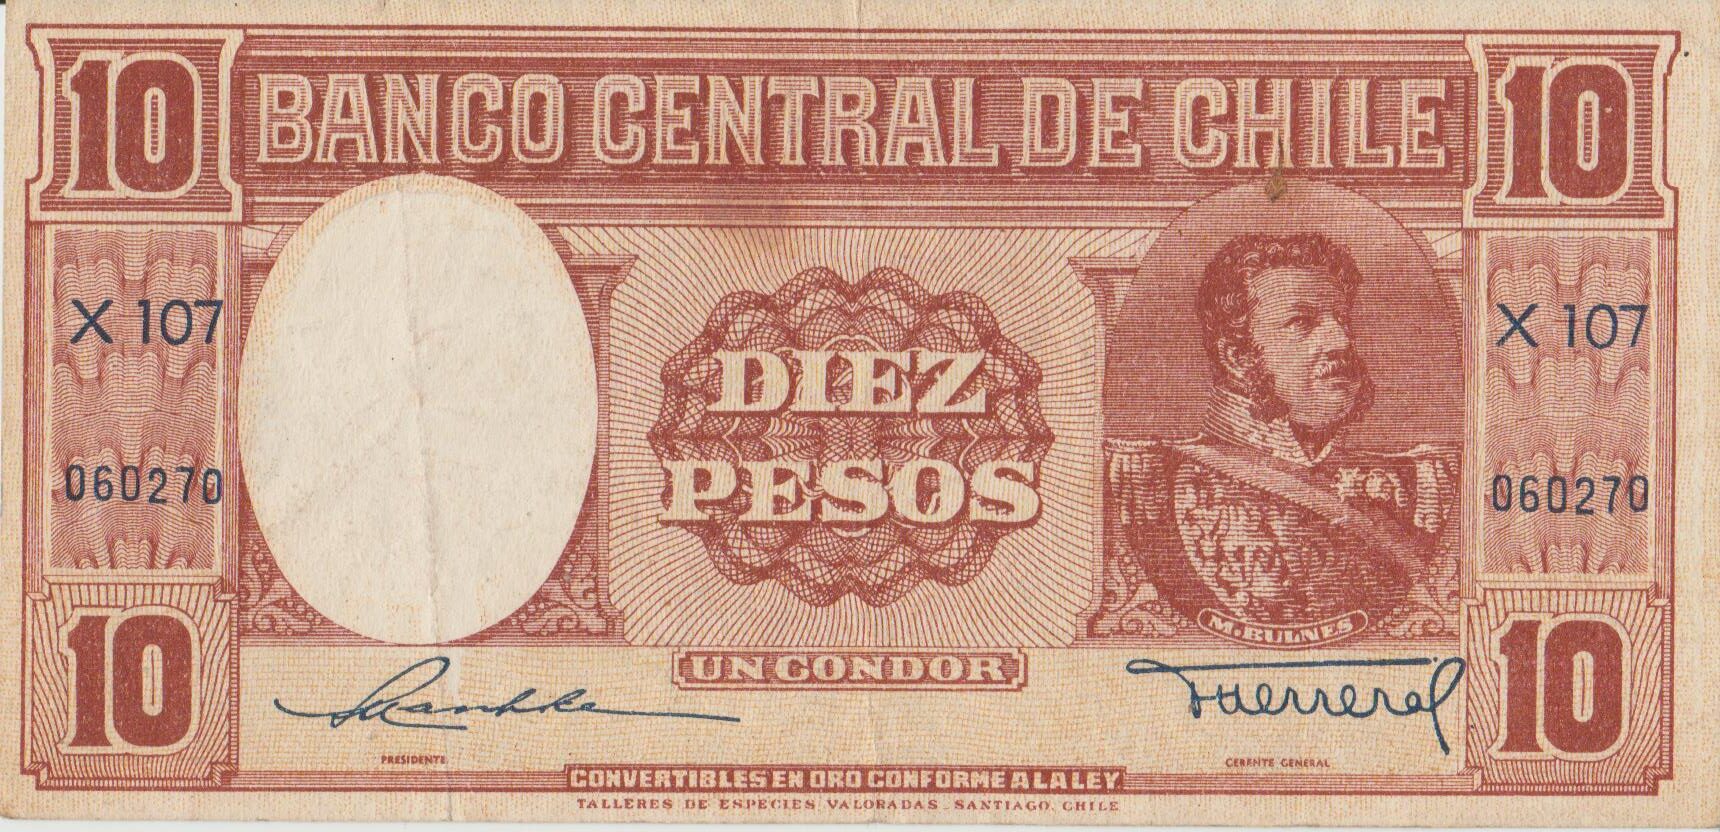 10 BANCO CENTRAL DE CHILE 10
X 107 X 107
DIEZ
PESOS
060270 060270
M. BULNES
10 UN CONDOR 10
PRESIDENTE GERENTE GENERAL
CONVERTIBLES EN ORO CONFORME A LA LEY
TALLERES DE ESPECIES VALORADAS - SANTIAGO, CHILE